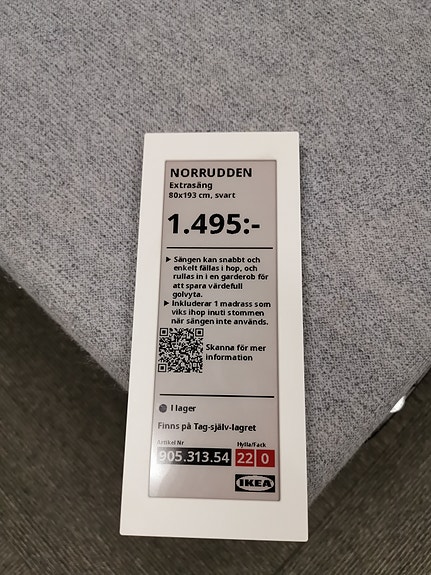 NORRUDDEN
Extrasäng
80x193 cm, svart
1.495:-
▶ Sängen kan snabbt och
enkelt fällas i hop, och
rullas in i en garderob för
att spara värdefull
golvyta.
▶ Inkluderar 1 madrass som
viks ihop inuti stommen
när sängen inte används.
Skanna för mer
information
I lager
Finns på Tag-själv-lagret
Artikel Nr Hylla/Fack
905.313.54 22 0
IKEA